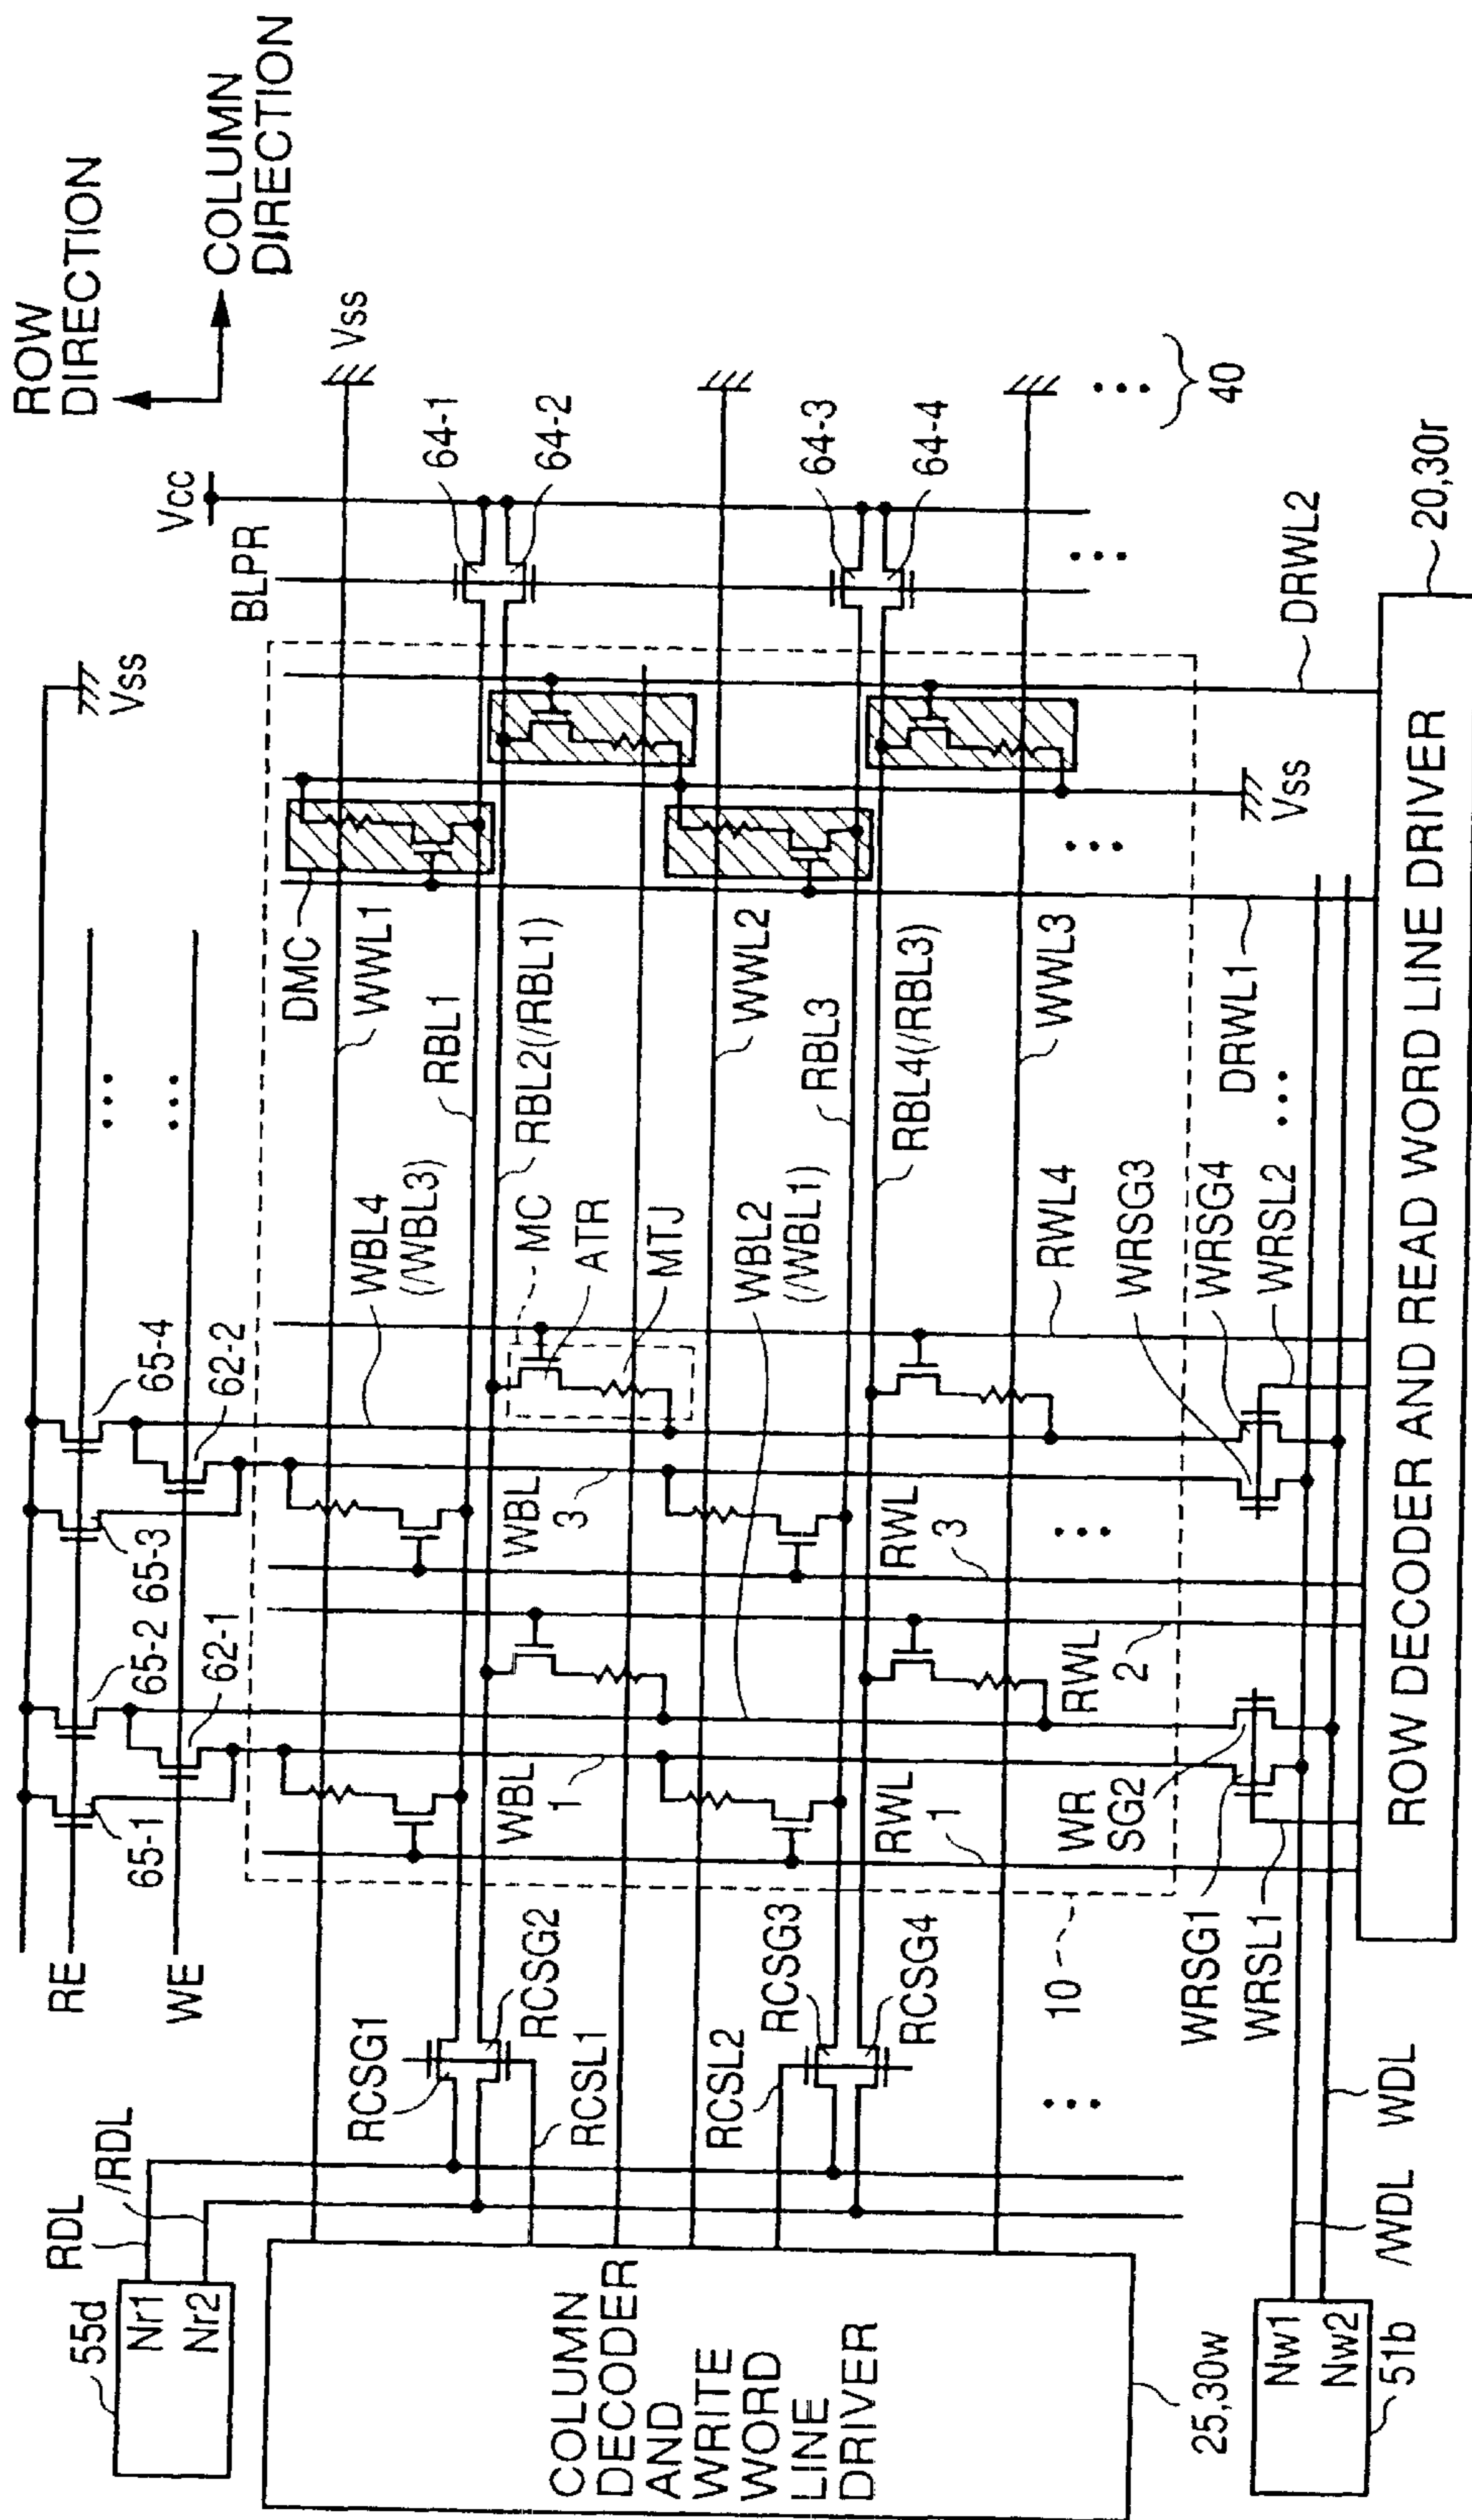 ROW
DIRECTION
COLUMN
DIRECTION
55d
Nr1
Nr2
RDL
/RDL
RE
WE
65-1
65-2
62-1
65-3
65-4
62-2
Vss
Vcc
BLPR
Vss
COLUMN
DECODER
AND
WRITE
WORD
LINE
DRIVER
25,30w
RCSG1
RCSG2
RCSL1
RCSL2
RCSG3
RCSG4
10
WBL
1
RWL
1
WBL2
(/WBL1)
RWL
2
WBL
3
RWL
3
WBL4
(/WBL3)
RWL4
MC
ATR
MTJ
DMC
WWL1
RBL1
RBL2(/RBL1)
WWL2
RBL3
RBL4(/RBL3)
WWL3
64-1
64-2
64-3
64-4
40
Vss
DRWL1
DRWL2
WRSG1
WRSL1
WR
SG2
WRSG3
WRSG4
WRSL2
/WDL
WDL
Nw1
Nw2
51b
ROW DECODER AND READ WORD LINE DRIVER
20,30r